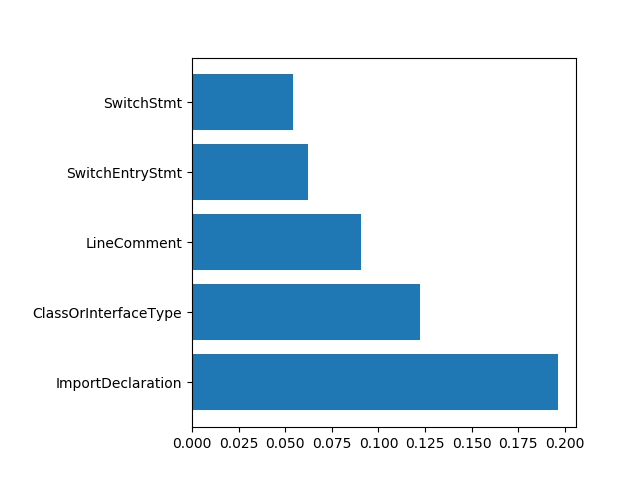 SwitchStmt
SwitchEntryStmt
LineComment
ClassOrInterfaceType
ImportDeclaration
0.000 0.025 0.050 0.075 0.100 0.125 0.150 0.175 0.200